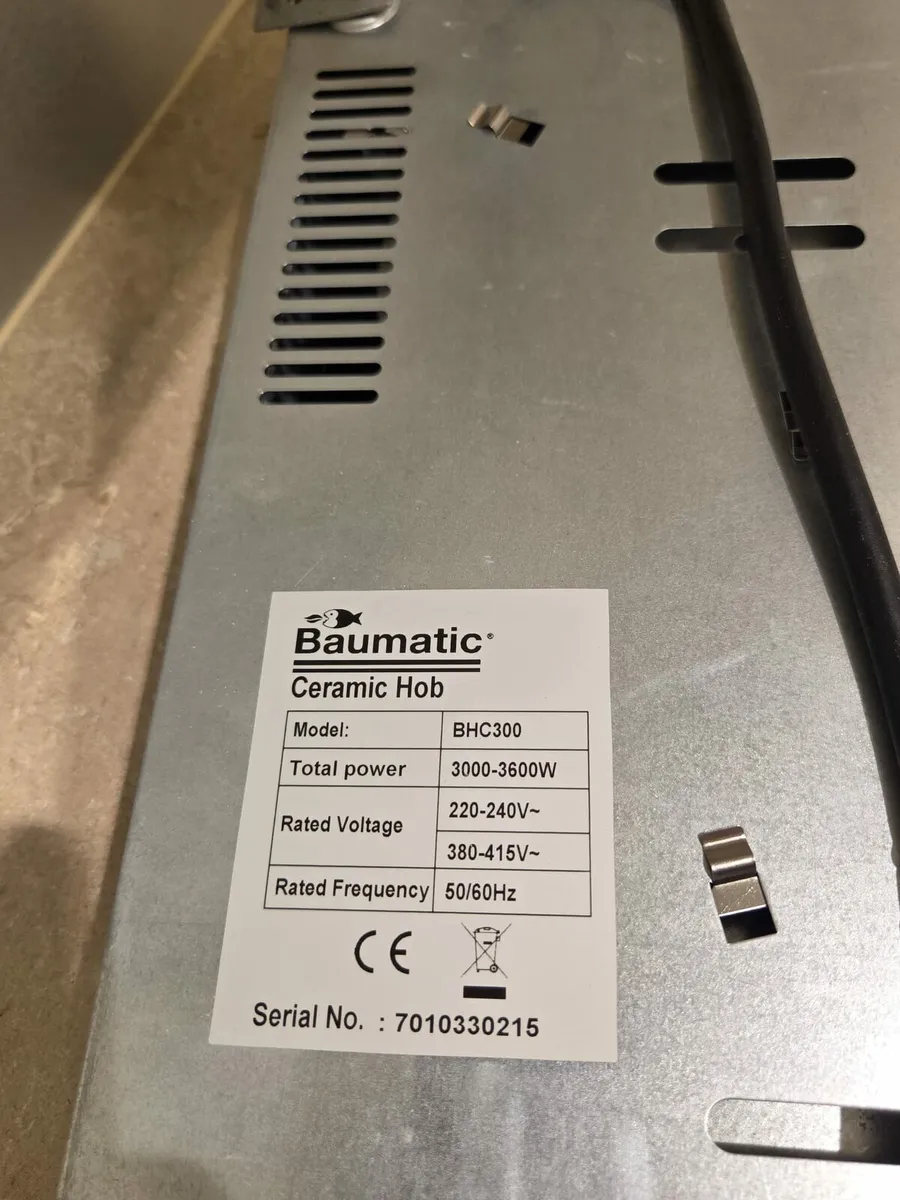 Baumatic®
Ceramic Hob
Model: BHC300
Total power 3000-3600W
Rated Voltage 220-240V~
380-415V~
Rated Frequency 50/60Hz
CE
Serial No. : 7010330215